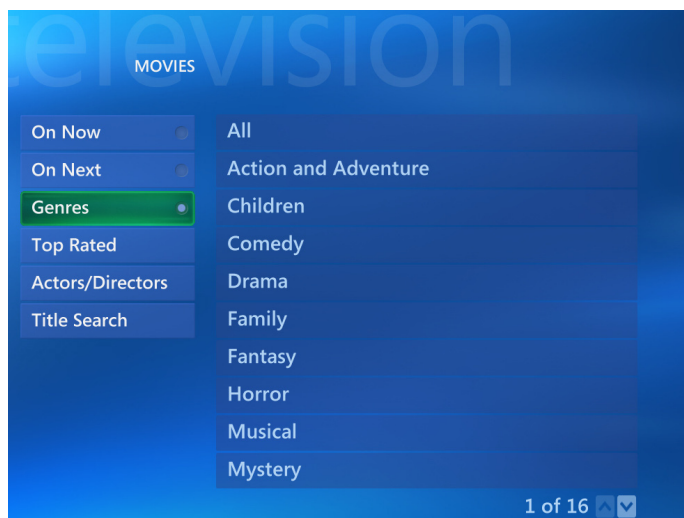 television
MOVIES
On Now
On Next
Genres
Top Rated
Actors/Directors
Title Search
All
Action and Adventure
Children
Comedy
Drama
Family
Fantasy
Horror
Musical
Mystery
1 of 16